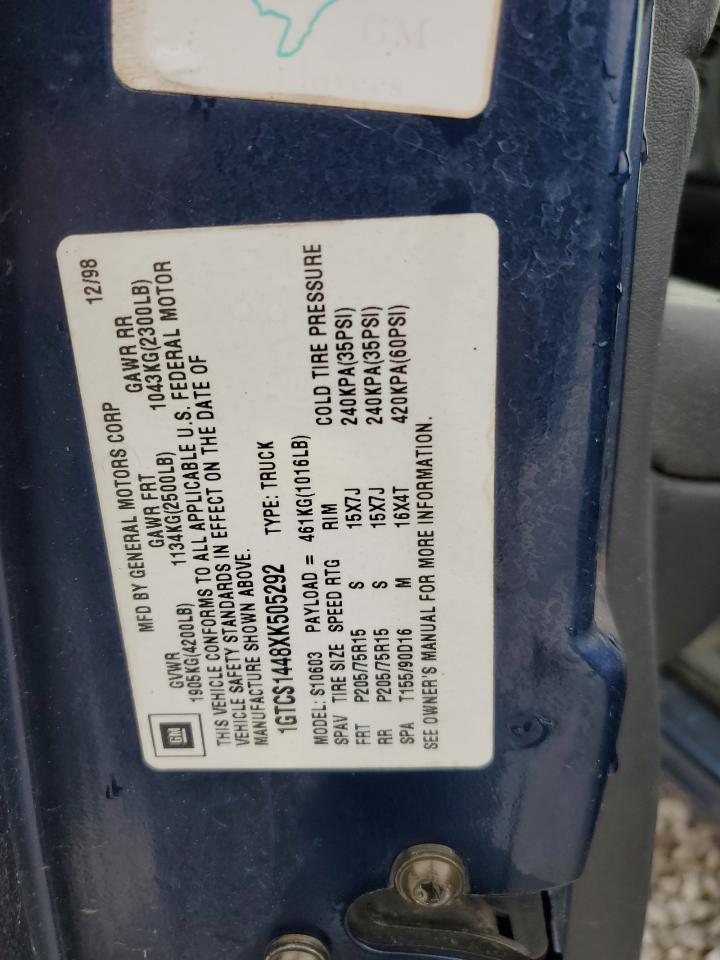 GM
MFD BY GENERAL MOTORS CORP 12/98
GVWR GAWR FRT GAWR RR
1905KG(4200LB) 1134KG(2500LB) 1043KG(2300LB)
THIS VEHICLE CONFORMS TO ALL APPLICABLE U.S. FEDERAL MOTOR
VEHICLE SAFETY STANDARDS IN EFFECT ON THE DATE OF
MANUFACTURE SHOWN ABOVE.
1GTCS1448XK505292 TYPE: TRUCK
MODEL: S10603 PAYLOAD = 461KG(1016LB)
SPAV TIRE SIZE SPEED RTG RIM COLD TIRE PRESSURE
FRT P205/75R15 S 15X7J 240KPA(35PSI)
RR P205/75R15 S 15X7J 240KPA(35PSI)
SPA T155/90D16 M 16X4T 420KPA(60PSI)
SEE OWNER'S MANUAL FOR MORE INFORMATION.
GM